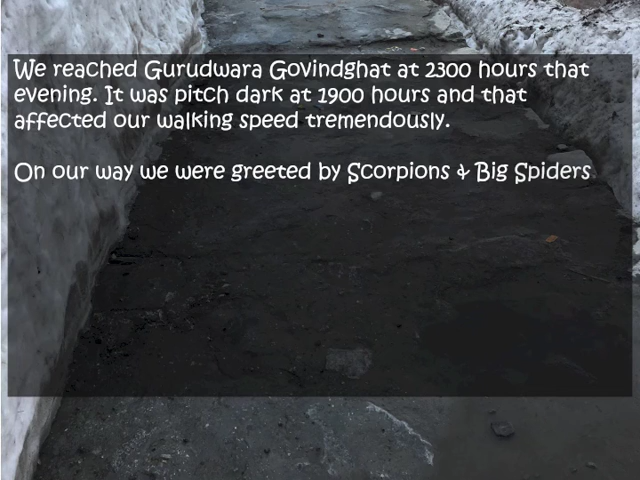 We reached Gurudwara Govindghat at 2300 hours that
evening. It was pitch dark at 1900 hours and that
affected our walking speed tremendously.
On our way we were greeted by Scorpions & Big Spiders